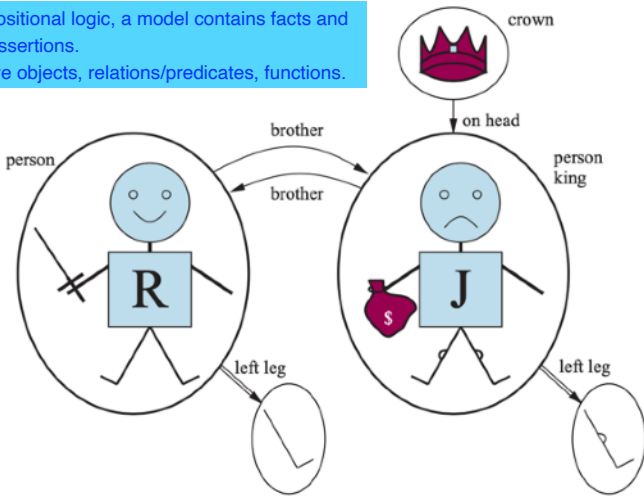 ositional logic, a model contains facts and
ssertions.
re objects, relations/predicates, functions.
crown
on head
person
brother
brother
person
king
R
J
$
left leg
left leg